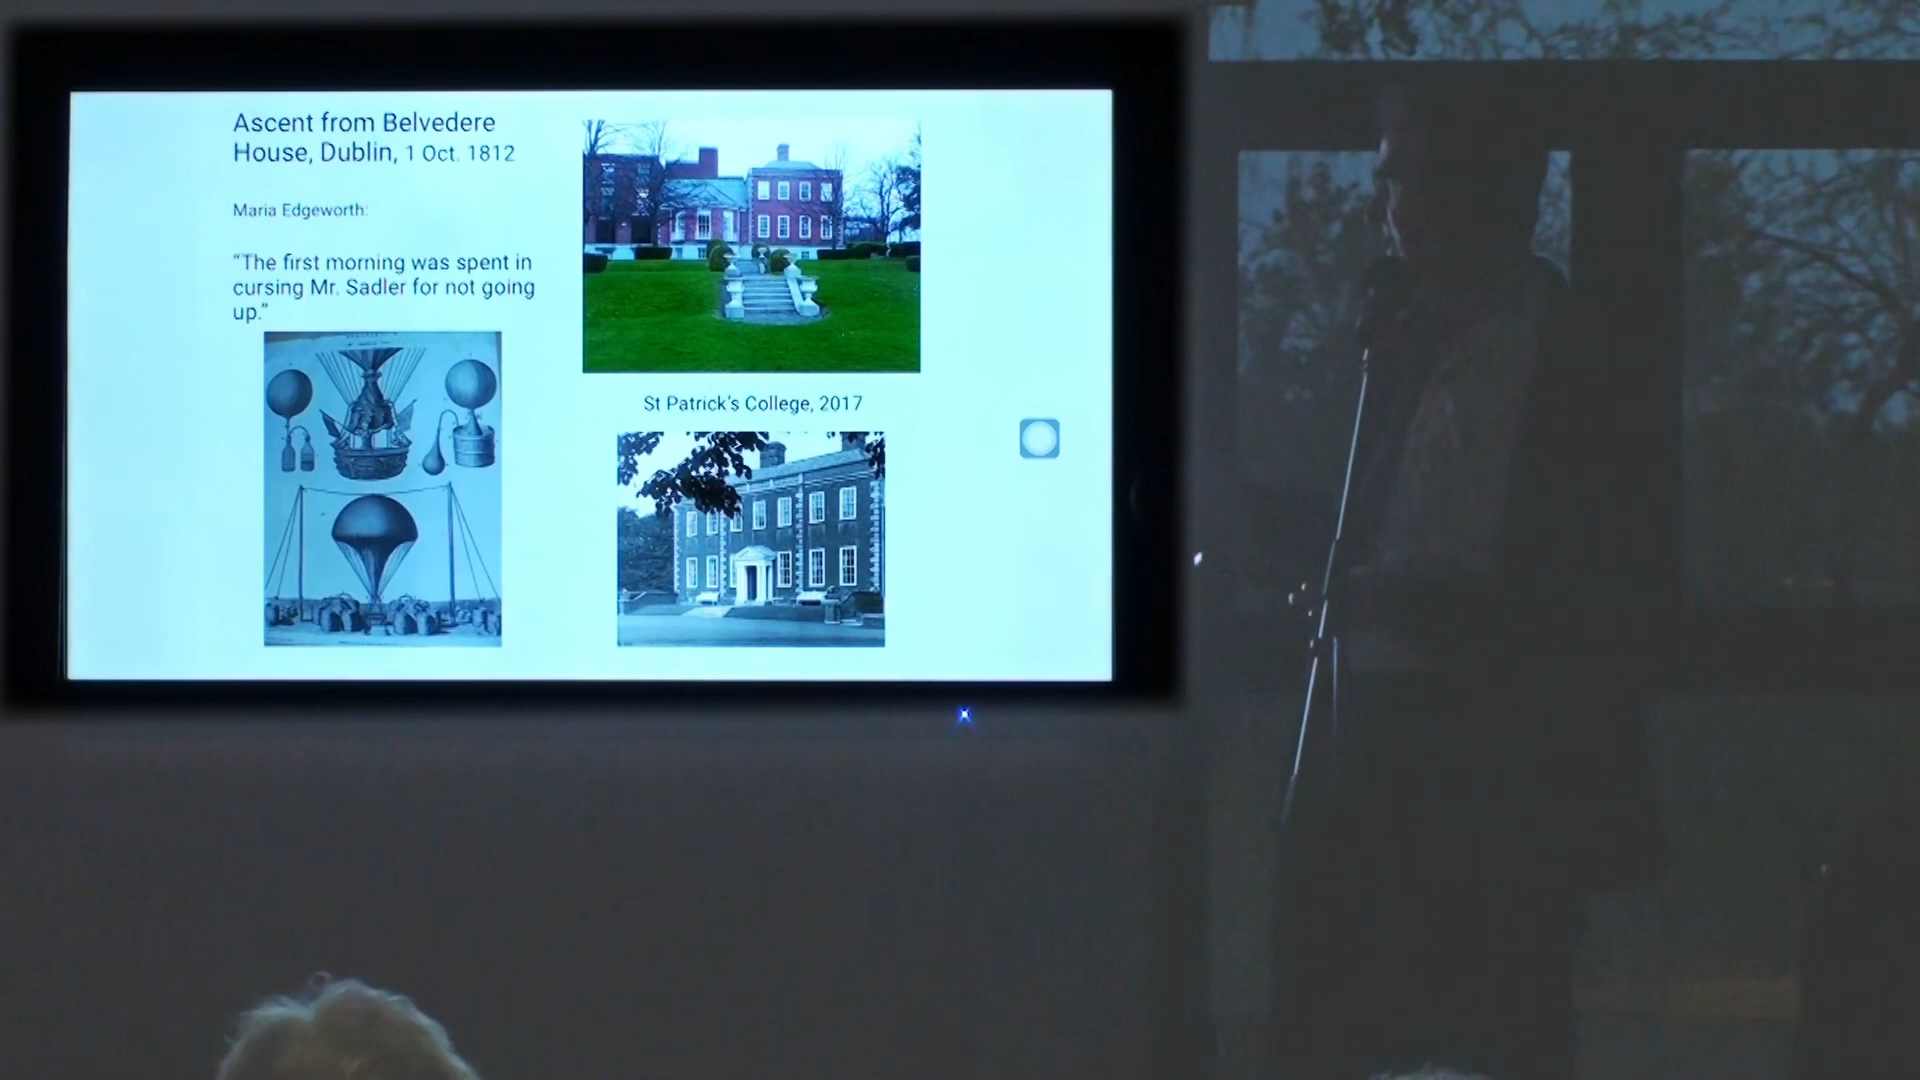 Ascent from Belvedere
House, Dublin, 1 Oct. 1812
Maria Edgeworth:
“The first morning was spent in
cursing Mr. Sadler for not going
up.”
St Patrick’s College, 2017